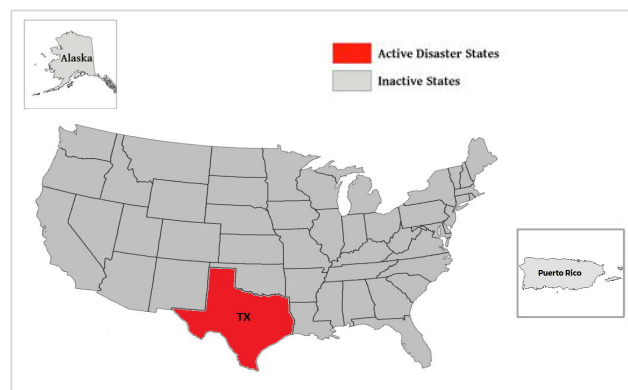 Alaska
Active Disaster States
Inactive States
Puerto Rico
TX